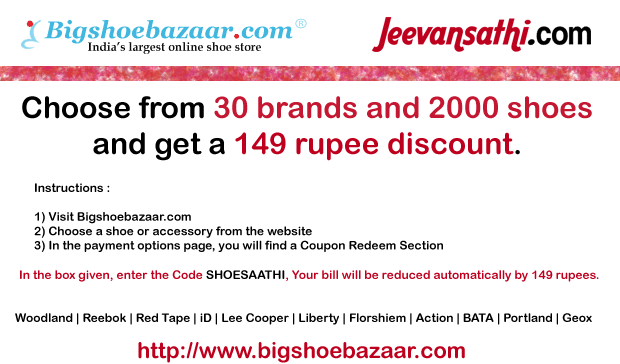 Bigshoebazaar.com®
India's largest online shoe store
Jeevansathi.com
Choose from 30 brands and 2000 shoes
and get a 149 rupee discount.
Instructions :
1) Visit Bigshoebazaar.com
2) Choose a shoe or accessory from the website
3) In the payment options page, you will find a Coupon Redeem Section
In the box given, enter the Code SHOESAATHI, Your bill will be reduced automatically by 149 rupees.
Woodland | Reebok | Red Tape | iD | Lee Cooper | Liberty | Florshiem | Action | BATA | Portland | Geox
http://www.bigshoebazaar.com